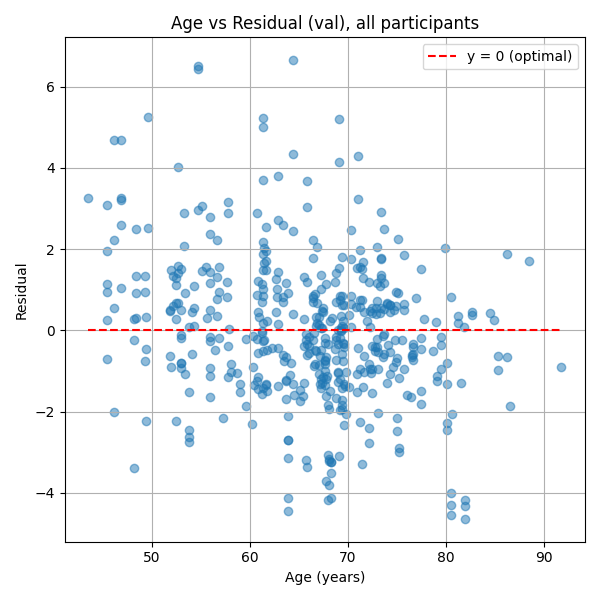 Age vs Residual (val), all participants
y = 0 (optimal)
Residual
6
4
2
0
−2
−4
50 60 70 80 90
Age (years)